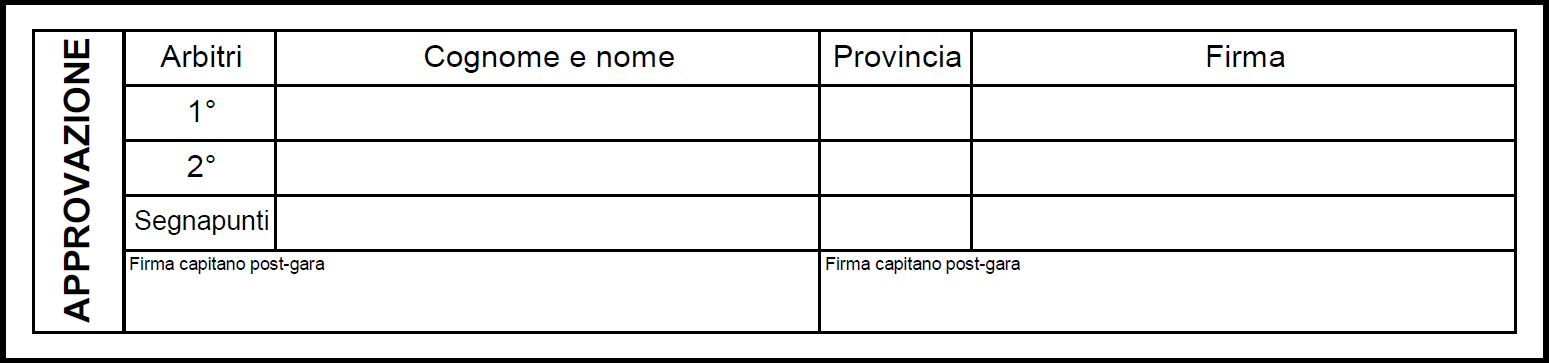 APPROVAZIONE
Arbitri Cognome e nome Provincia Firma
1°
2°
Segnapunti
Firma capitano post-gara Firma capitano post-gara